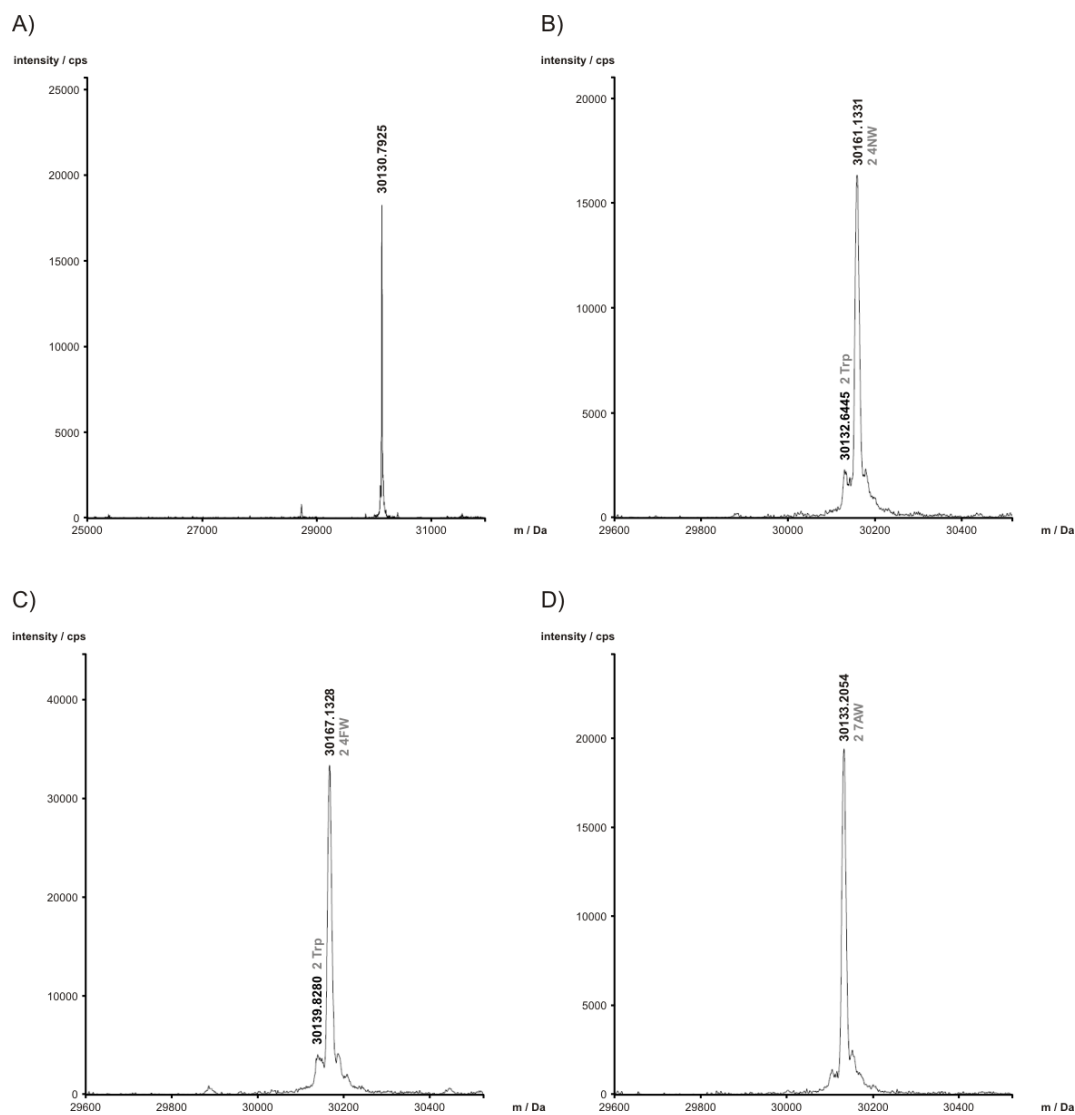 A)
intensity / cps
25000
20000
15000
10000
5000
0
30130.7925
25000 27000 29000 31000 m / Da
B)
intensity / cps
20000
15000
10000
5000
0
30132.6445 2 Trp
30161.1331
2 4NW
29600 29800 30000 30200 30400 m / Da
C)
intensity / cps
40000
30000
20000
10000
0
30139.8280 2 Trp
30167.1328
2 4FW
29600 29800 30000 30200 30400 m / Da
D)
intensity / cps
20000
15000
10000
5000
0
30133.2054
2 7AW
29600 29800 30000 30200 30400 m / Da